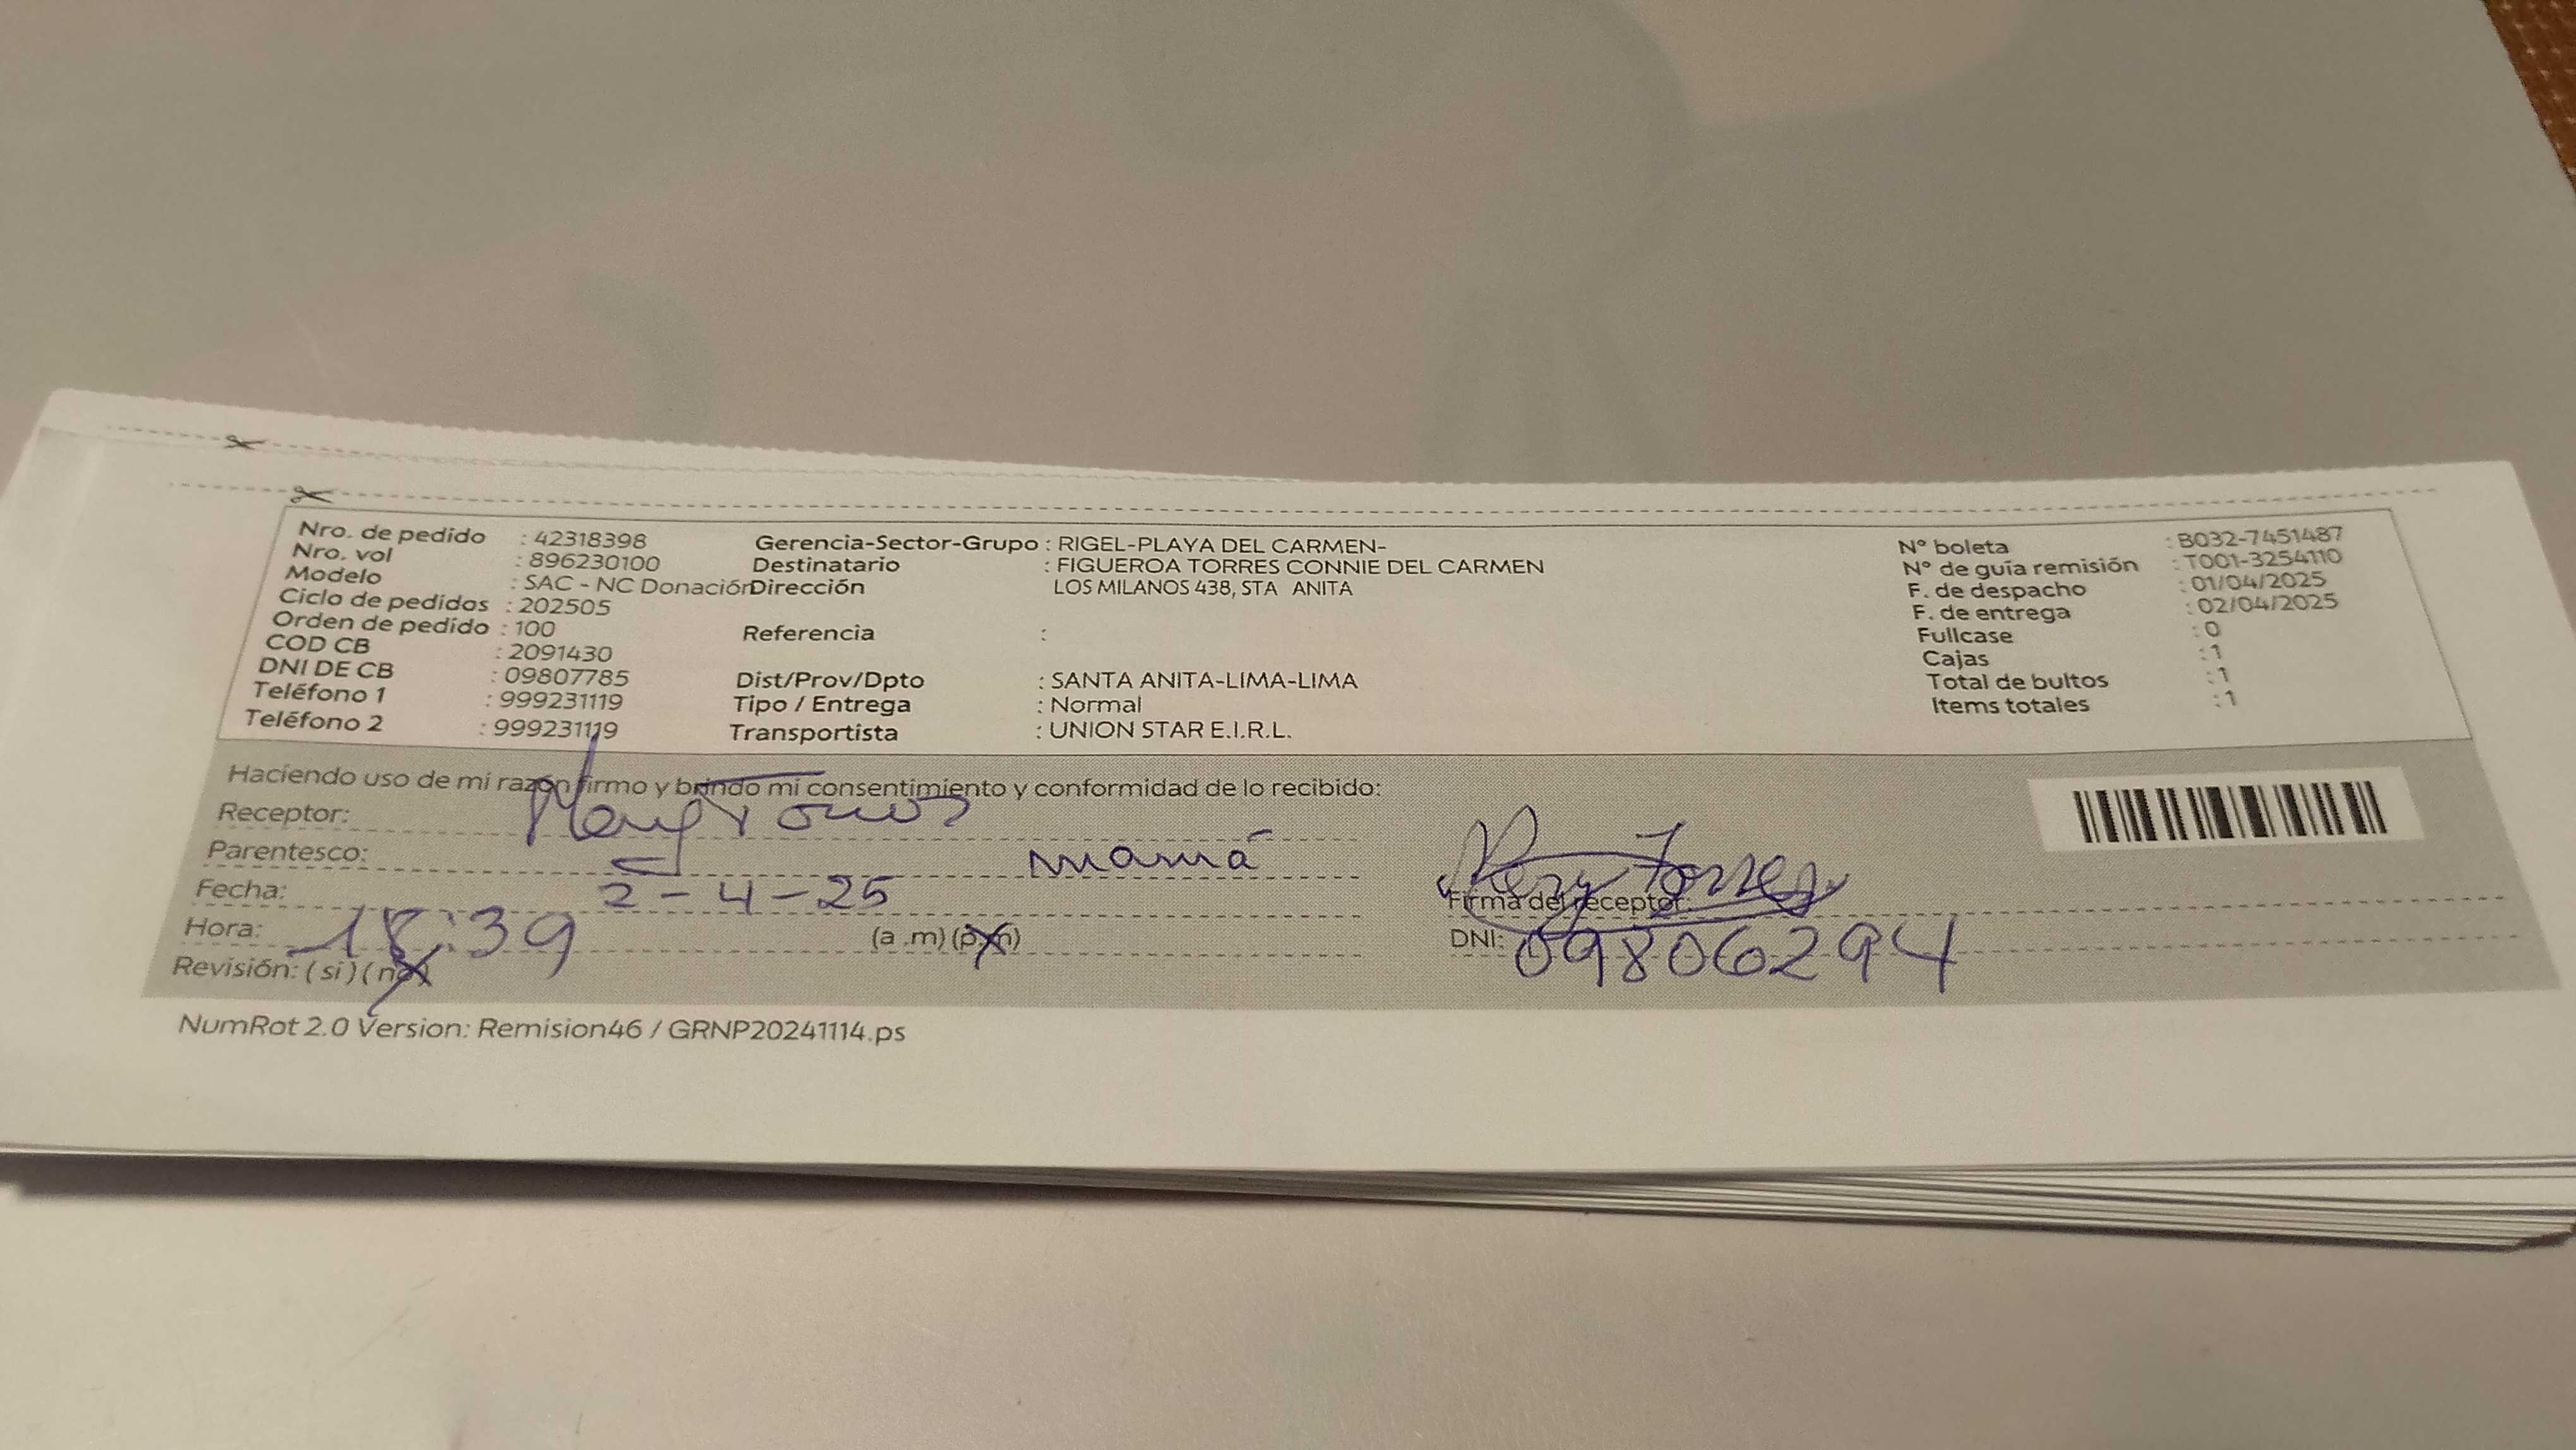 Nro. de pedido : 42318398
Nro. vol : 896230100
Modelo : SAC - NC Donación
Ciclo de pedidos : 202505
Orden de pedido : 100
COD CB : 2091430
DNI DE CB : 09807785
Teléfono 1 : 999231119
Teléfono 2 : 999231119
Gerencia-Sector-Grupo : RIGEL-PLAYA DEL CARMEN-
Destinatario : FIGUEROA TORRES CONNIE DEL CARMEN
Dirección LOS MILANOS 438, STA ANITA
Referencia :
Dist/Prov/Dpto : SANTA ANITA-LIMA-LIMA
Tipo / Entrega : Normal
Transportista : UNION STAR E.I.R.L.
N° boleta : B032-7451487
N° de guía remisión : T001-3254110
F. de despacho : 01/04/2025
F. de entrega : 02/04/2025
Fullcase : 0
Cajas : 1
Total de bultos : 1
Items totales : 1
Haciendo uso de mi razón firmo y brindo mi consentimiento y conformidad de lo recibido:
Receptor: Torres
Parentesco: mamá
Fecha: 2-4-25
Hora: 18:39 (a .m) (p.m)
Revisión: (si) (no)
Torres
Firma del receptor:
DNI: 09806294
NumRot 2.0 Version: Remision46 / GRNP20241114.ps